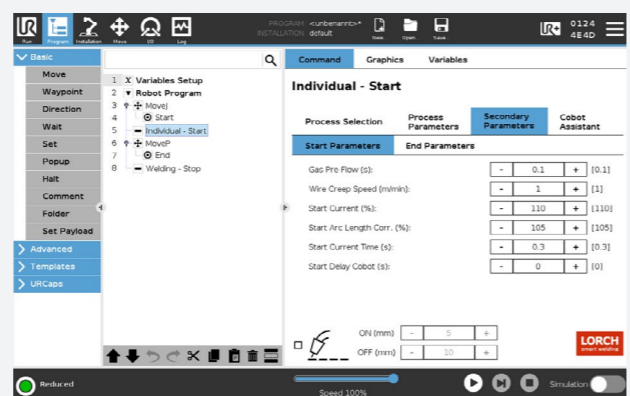 PROGRAM <unbenannt>*
INSTALLATION default
Run Program Installation Move I/O Log
New... Open... Save...
R+ 0124
4E4D
Basic
Move
Waypoint
Direction
Wait
Set
Popup
Halt
Comment
Folder
Set Payload
Advanced
Templates
URCaps
1 X Variables Setup
2 Robot Program
3 MoveJ
4 Start
5 Individual - Start
6 MoveP
7 End
8 Welding - Stop
Command Graphics Variables
Individual - Start
Process Selection
Process Parameters
Secondary Parameters
Cobot Assistant
Start Parameters End Parameters
Gas Pre Flow (s): - 0.1 + [0.1]
Wire Creep Speed (m/min): - 1 + [1]
Start Current (%): - 110 + [110]
Start Arc Length Corr. (%): - 105 + [105]
Start Current Time (s): - 0.3 + [0.3]
Start Delay Cobot (s): - 0 + [0]
ON (mm) - 5 +
OFF (mm) - 10 +
LORCH
smart welding
Reduced
Speed 100%
Simulation